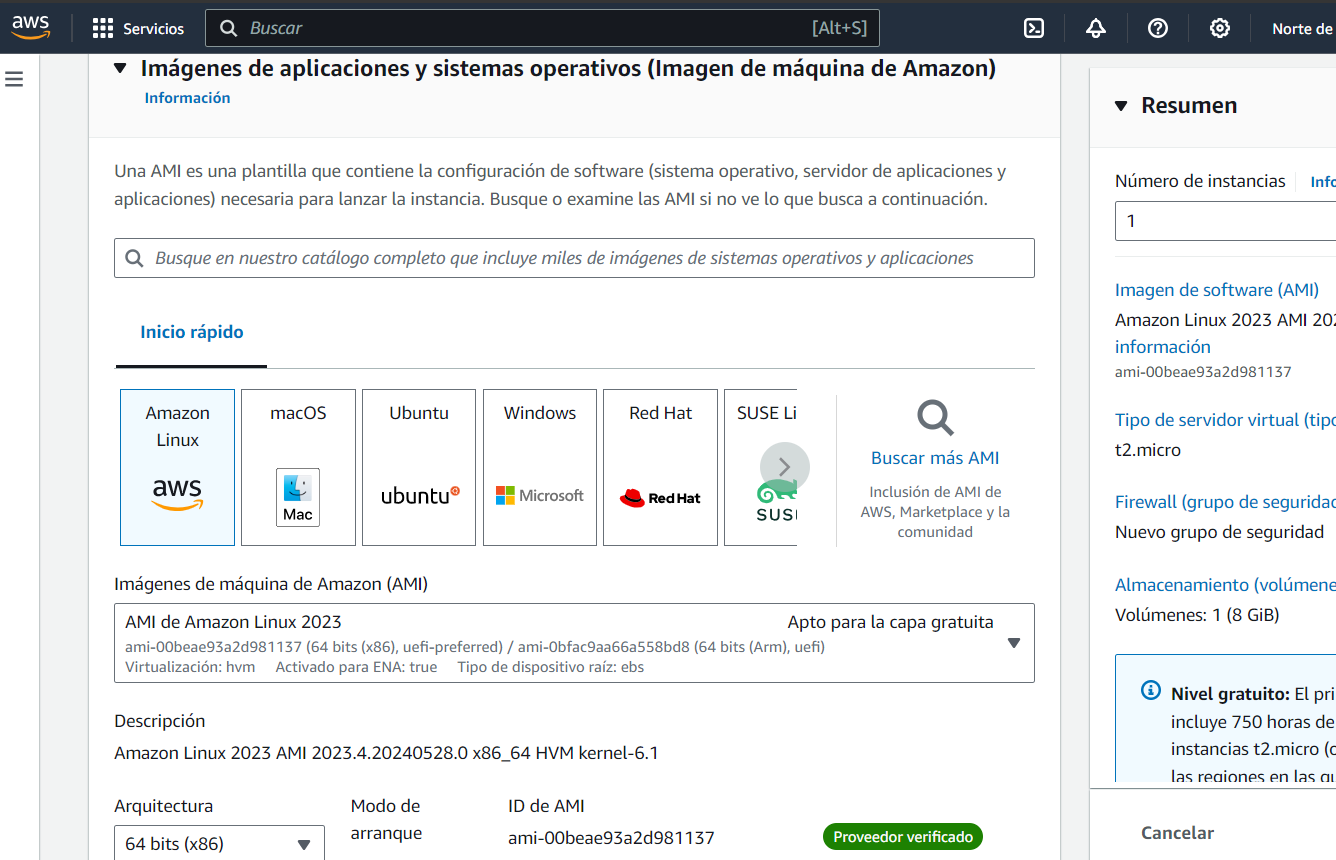 aws
Servicios
Buscar
[Alt+S]
Norte de
Imágenes de aplicaciones y sistemas operativos (Imagen de máquina de Amazon)
Información
Una AMI es una plantilla que contiene la configuración de software (sistema operativo, servidor de aplicaciones y
aplicaciones) necesaria para lanzar la instancia. Busque o examine las AMI si no ve lo que busca a continuación.
Busque en nuestro catálogo completo que incluye miles de imágenes de sistemas operativos y aplicaciones
Inicio rápido
Amazon
Linux
aws
macOS
Mac
Ubuntu
ubuntu
Windows
Microsoft
Red Hat
Red Hat
SUSE Li
SUS
Buscar más AMI
Inclusión de AMI de
AWS, Marketplace y la
comunidad
Imágenes de máquina de Amazon (AMI)
AMI de Amazon Linux 2023
Apto para la capa gratuita
ami-00beae93a2d981137 (64 bits (x86), uefi-preferred) / ami-0bfac9aa66a558bd8 (64 bits (Arm), uefi)
Virtualización: hvm Activado para ENA: true Tipo de dispositivo raíz: ebs
Descripción
Amazon Linux 2023 AMI 2023.4.20240528.0 x86_64 HVM kernel-6.1
Arquitectura
64 bits (x86)
Modo de
arranque
ID de AMI
ami-00beae93a2d981137
Proveedor verificado
Resumen
Número de instancias
Info
1
Imagen de software (AMI)
Amazon Linux 2023 AMI 202
información
ami-00beae93a2d981137
Tipo de servidor virtual (tipo
t2.micro
Firewall (grupo de seguridad
Nuevo grupo de seguridad
Almacenamiento (volúmene
Volúmenes: 1 (8 GiB)
Nivel gratuito: El pri
incluye 750 horas de
instancias t2.micro (o
las regiones en las qu
Cancelar